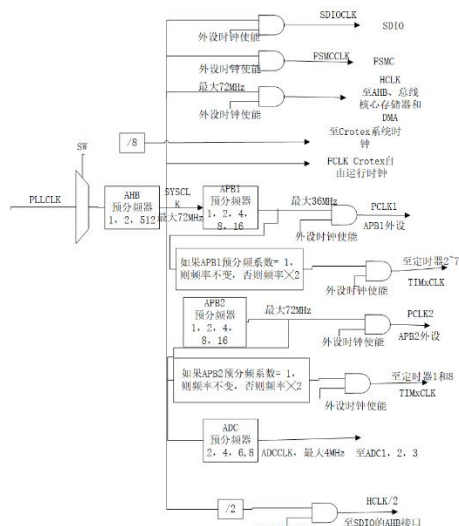 SDIOCLK
SDIO
外设时钟使能
FSMCCLK
FSMC
外设时钟使能
最大72MHz
HCLK
至AHB、总线
核心存储器和
DMA
外设时钟使能
/8
至Crotex系统时
钟
FCLK Crotex自
由运行时钟
SW
PLLCLK
AHB
预分频器
1, 2, 512
SYSCL
K
最大72MHz
APB1
预分频器
1, 2, 4,
8, 16
最大36MHz
PCLK1
APB1外设
外设时钟使能
如果APB1预分频系数= 1,
则频率不变，否则频率X2
至定时器2~7
TIMxCLK
外设时钟使能
APB2
预分频器
1, 2, 4,
8, 16
最大72MHz
PCLK2
APB2外设
外设时钟使能
如果APB2预分频系数= 1,
则频率不变，否则频率X2
至定时器1和8
TIMxCLK
外设时钟使能
ADC
预分频器
2, 4, 6,8
ADCCLK, 最大4MHz 至ADC1, 2, 3
/2
HCLK/2
至SDIO的AHB接口